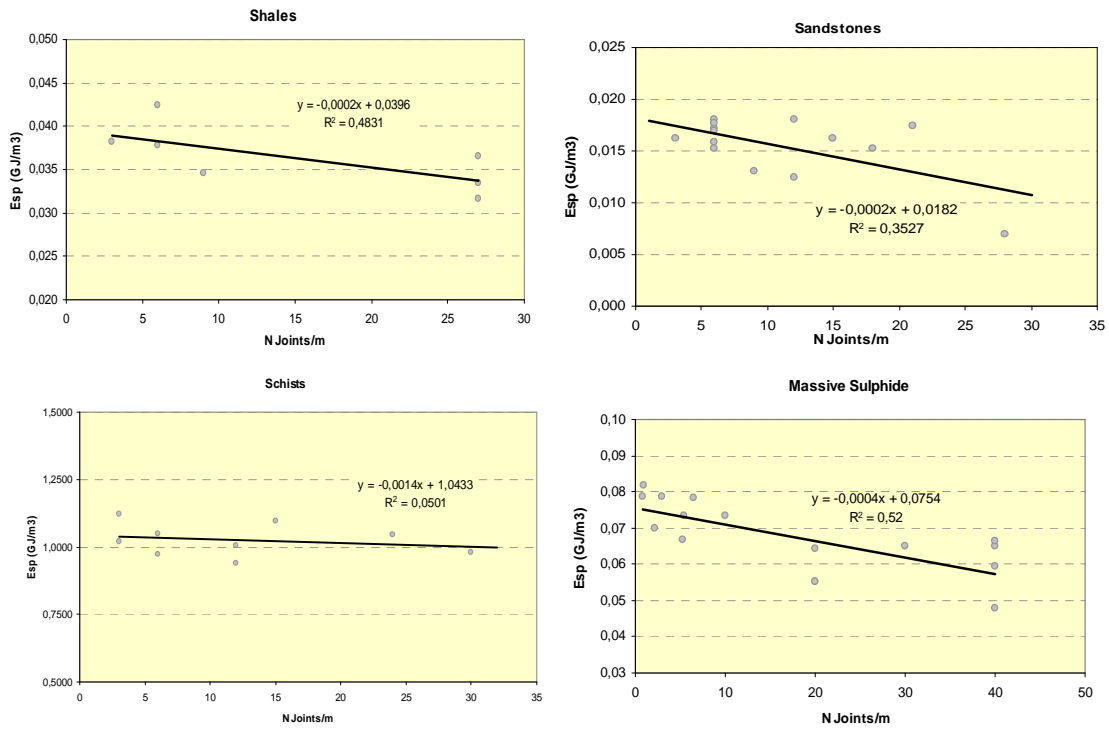 Shales
0,050
0,045
0,040
0,035
0,030
0,025
0,020
Esp (GJ/m3)
y = -0,0002x + 0,0396
R² = 0,4831
0 5 10 15 20 25 30
N Joints/m
Sandstones
0,025
0,020
0,015
0,010
0,005
0,000
Esp (GJ/m3)
y = -0,0002x + 0,0182
R² = 0,3527
0 5 10 15 20 25 30 35
N Joints/m
Schists
1,5000
1,2500
1,0000
0,7500
0,5000
Esp (GJ/m3)
y = -0,0014x + 1,0433
R² = 0,0501
0 5 10 15 20 25 30 35
N Joints/m
Massive Sulphide
0,10
0,09
0,08
0,07
0,06
0,05
0,04
0,03
Esp (GJ/m3)
y = -0,0004x + 0,0754
R² = 0,52
0 10 20 30 40 50
N Joints/m